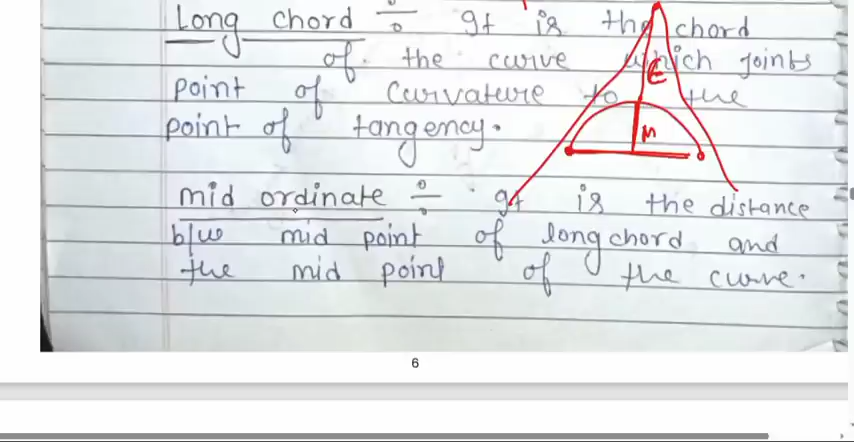 Long chord ÷ It is the chord
of the curve which joints
point of curvature to the
point of tangency.
E
M
mid ordinate ÷ It is the distance
b/w mid point of long chord and
the mid point of the curve.
6